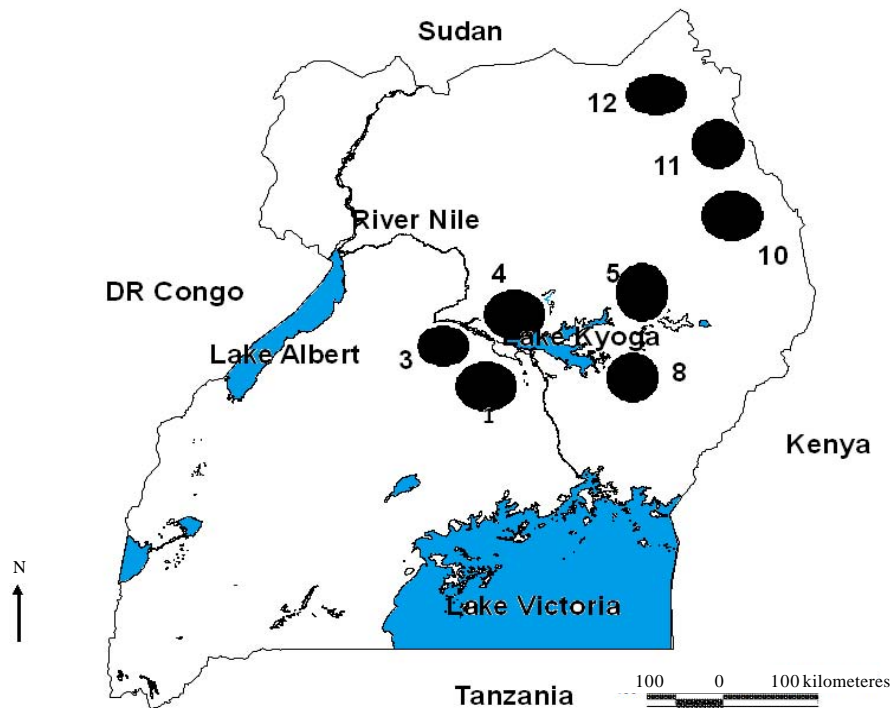 Sudan
12
11
River Nile
10
4
5
DR Congo
Lake Kyoga
Lake Albert
3
8
1
Kenya
N
Lake Victoria
100 0 100 kilometeres
Tanzania